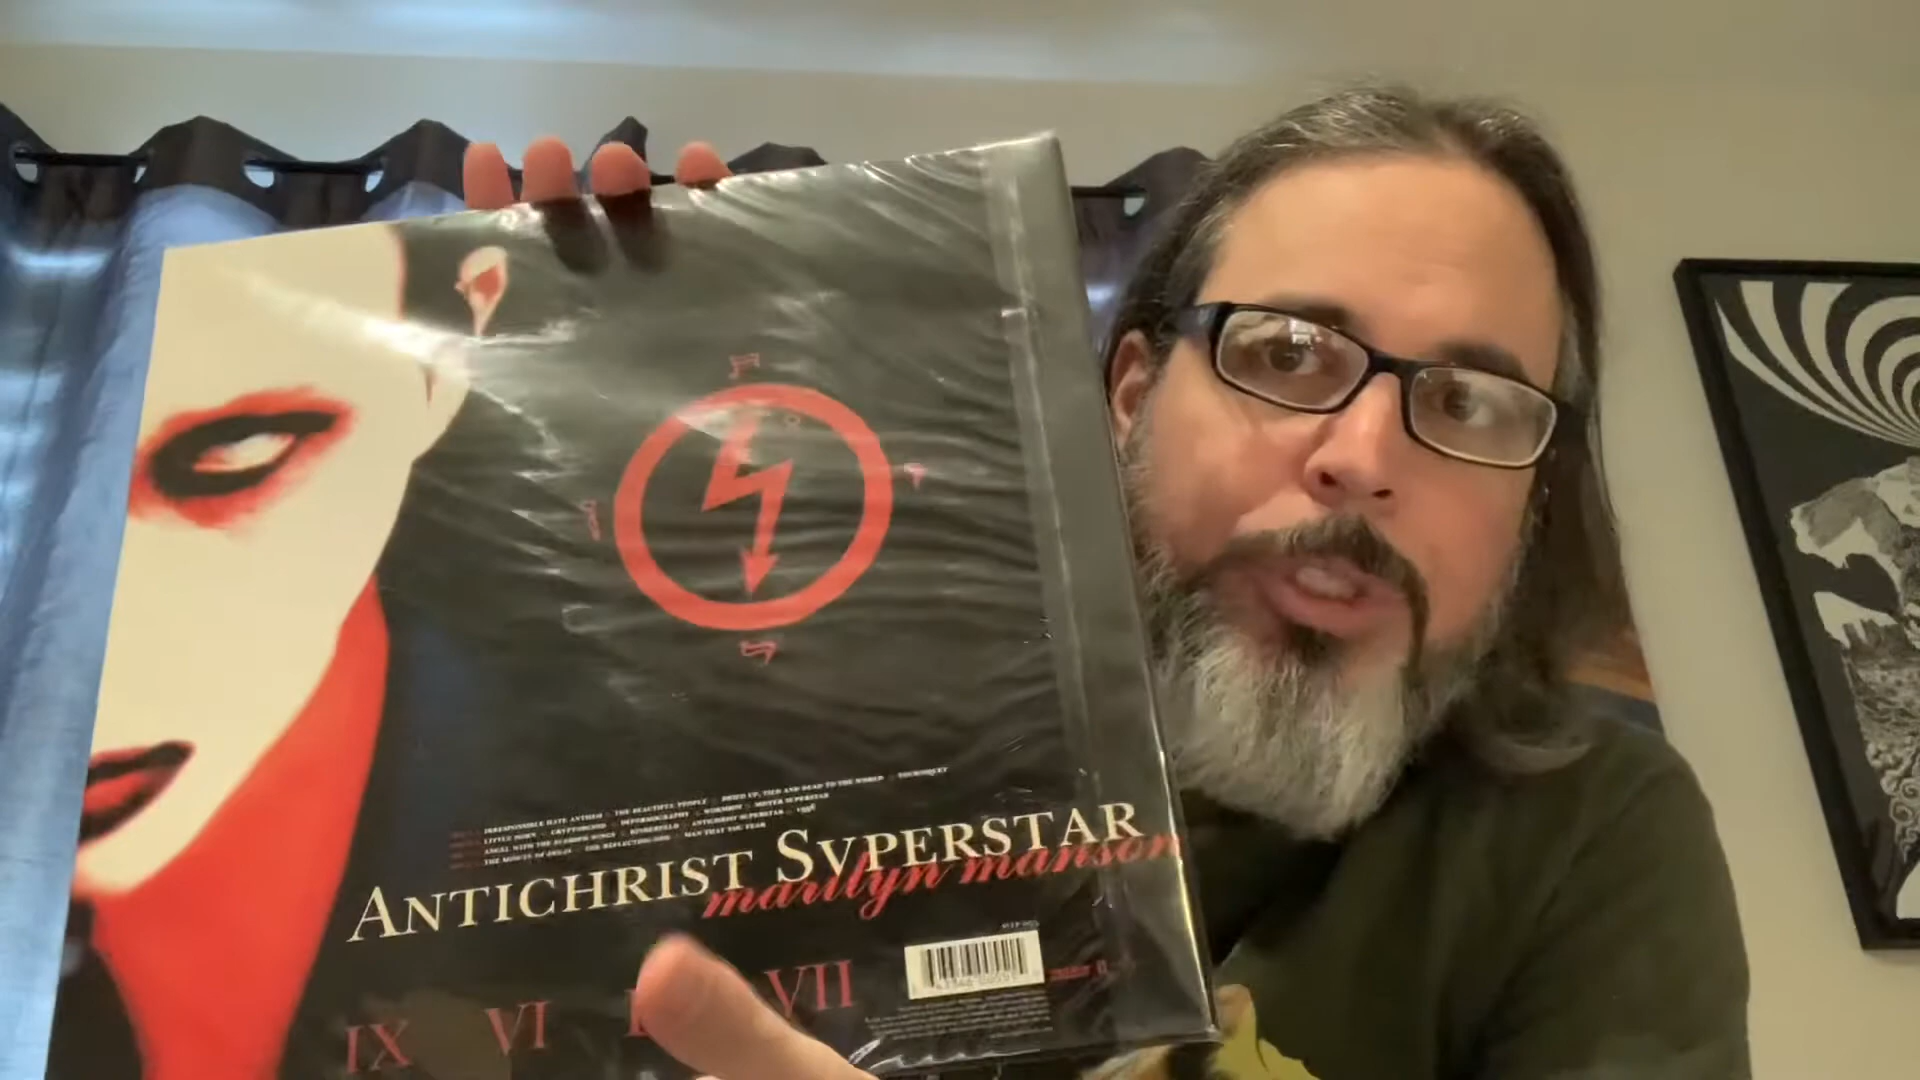 IRRESPONSIBLE HATE ANTHEM THE BEAUTIFUL PEOPLE DRIED UP, TIED AND DEAD TO THE WORLD TOURNIQUET
LITTLE HORN CRYPTORCHID DEFORMOGRAPHY WORMBOY MISTER SUPERSTAR
ANGEL WITH THE SCABBED WINGS KINDERFELD ANTICHRIST SUPERSTAR 1996
THE MINUTE OF DECAY THE REFLECTING GOD MAN THAT YOU FEAR
ANTICHRIST SVPERSTAR
marilyn manson
IX VI VII